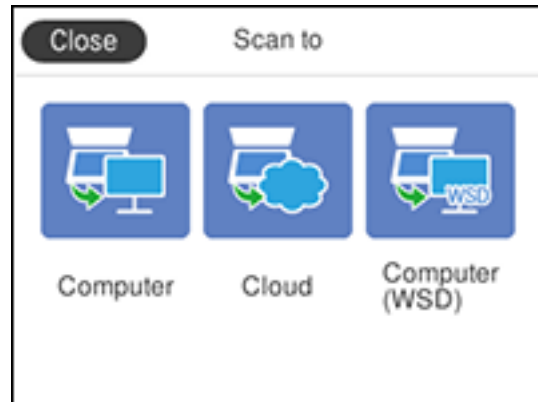 Close
Scan to
WSD
Computer
Cloud
Computer
(WSD)